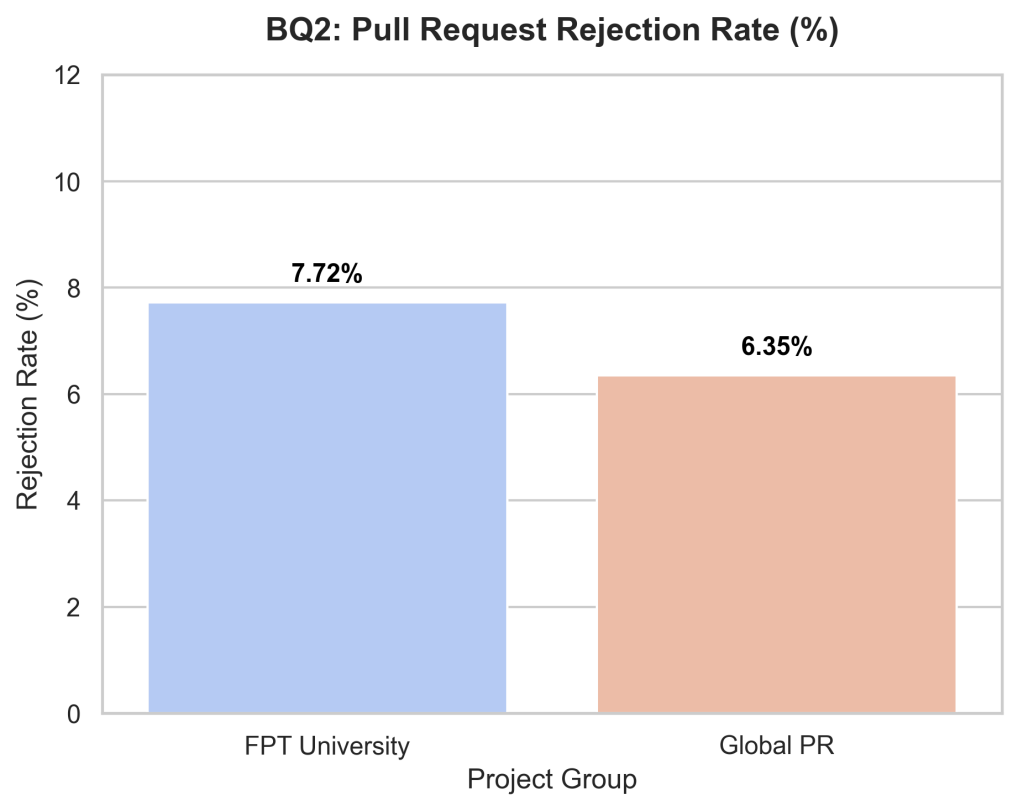 BQ2: Pull Request Rejection Rate (%)
12
10
8
6
4
2
0
Rejection Rate (%)
7.72%
6.35%
FPT University
Global PR
Project Group